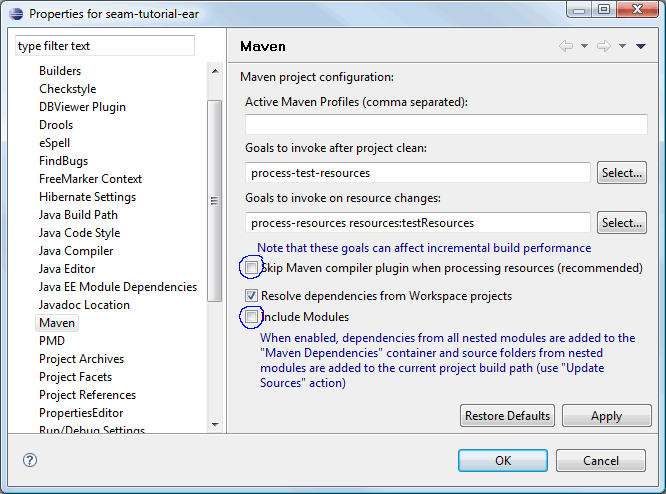 Properties for seam-tutorial-ear
type filter text
Builders
Checkstyle
DBViewer Plugin
Drools
eSpell
FindBugs
FreeMarker Context
Hibernate Settings
Java Build Path
Java Code Style
Java Compiler
Java Editor
Java EE Module Dependencies
Javadoc Location
Maven
PMD
Project Archives
Project Facets
Project References
PropertiesEditor
Run/Debug Settings
Maven
Maven project configuration:
Active Maven Profiles (comma separated):
Goals to invoke after project clean:
process-test-resources
Select...
Goals to invoke on resource changes:
process-resources resources:testResources
Select...
Note that these goals can affect incremental build performance
Skip Maven compiler plugin when processing resources (recommended)
Resolve dependencies from Workspace projects
Include Modules
When enabled, dependencies from all nested modules are added to the
"Maven Dependencies" container and source folders from nested
modules are added to the current project build path (use "Update
Sources" action)
Restore Defaults
Apply
?
OK
Cancel